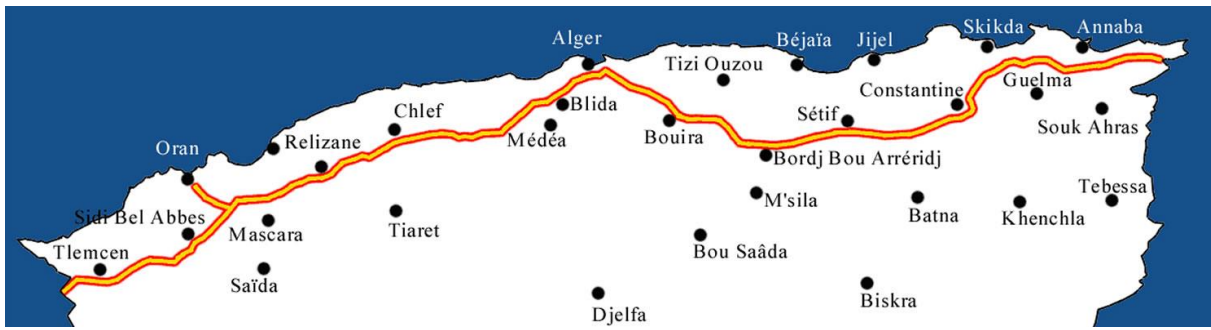 Skikda
Annaba
Alger
Béjaïa
Jijel
Tizi Ouzou
Guelma
Constantine
Blida
Chlef
Sétif
Souk Ahras
Médéa
Bouira
Relizane
Oran
Bordj Bou Arréridj
Tebessa
M'sila
Batna
Khenchla
Sidi Bel Abbes
Mascara
Tiaret
Bou Saâda
Tlemcen
Saïda
Biskra
Djelfa